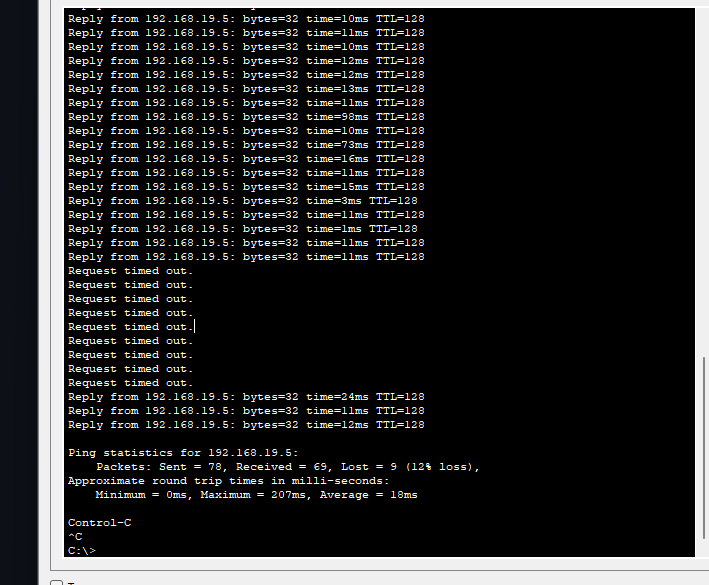 Reply from 192.168.19.5: bytes=32 time=10ms TTL=128
Reply from 192.168.19.5: bytes=32 time=11ms TTL=128
Reply from 192.168.19.5: bytes=32 time=10ms TTL=128
Reply from 192.168.19.5: bytes=32 time=12ms TTL=128
Reply from 192.168.19.5: bytes=32 time=12ms TTL=128
Reply from 192.168.19.5: bytes=32 time=13ms TTL=128
Reply from 192.168.19.5: bytes=32 time=11ms TTL=128
Reply from 192.168.19.5: bytes=32 time=98ms TTL=128
Reply from 192.168.19.5: bytes=32 time=10ms TTL=128
Reply from 192.168.19.5: bytes=32 time=73ms TTL=128
Reply from 192.168.19.5: bytes=32 time=16ms TTL=128
Reply from 192.168.19.5: bytes=32 time=11ms TTL=128
Reply from 192.168.19.5: bytes=32 time=15ms TTL=128
Reply from 192.168.19.5: bytes=32 time=3ms TTL=128
Reply from 192.168.19.5: bytes=32 time=11ms TTL=128
Reply from 192.168.19.5: bytes=32 time=1ms TTL=128
Reply from 192.168.19.5: bytes=32 time=11ms TTL=128
Reply from 192.168.19.5: bytes=32 time=11ms TTL=128
Request timed out.
Request timed out.
Request timed out.
Request timed out.
Request timed out.
Request timed out.
Request timed out.
Request timed out.
Request timed out.
Reply from 192.168.19.5: bytes=32 time=24ms TTL=128
Reply from 192.168.19.5: bytes=32 time=11ms TTL=128
Reply from 192.168.19.5: bytes=32 time=12ms TTL=128
Ping statistics for 192.168.19.5:
Packets: Sent = 78, Received = 69, Lost = 9 (12% loss),
Approximate round trip times in milli-seconds:
Minimum = 0ms, Maximum = 207ms, Average = 18ms
Control-C
^C
C:\>